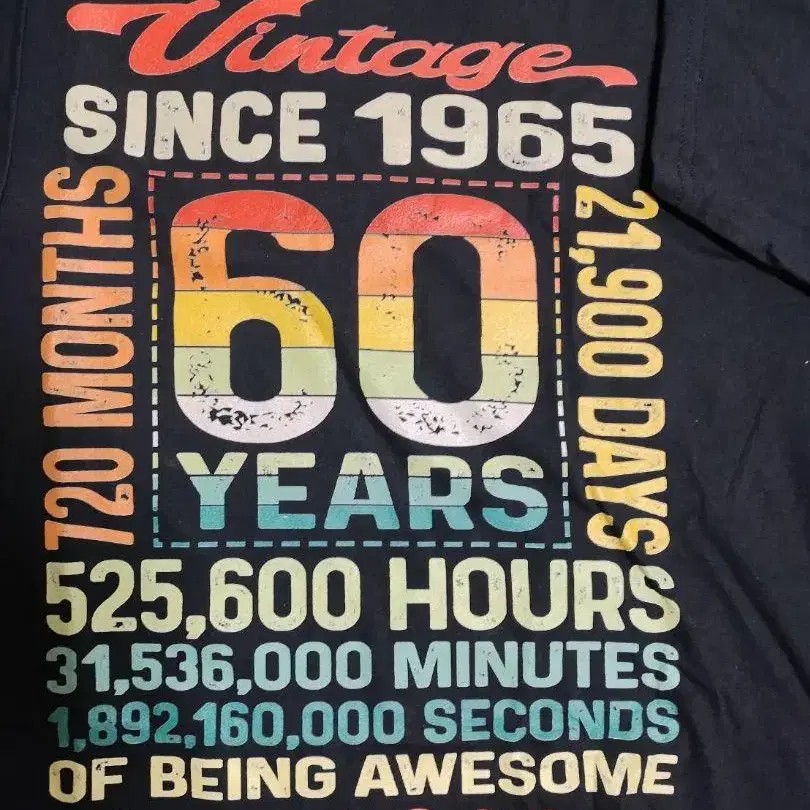 Vintage
SINCE 1965
720 MONTHS
60
YEARS
21,900 DAYS
525,600 HOURS
31,536,000 MINUTES
1,892,160,000 SECONDS
OF BEING AWESOME